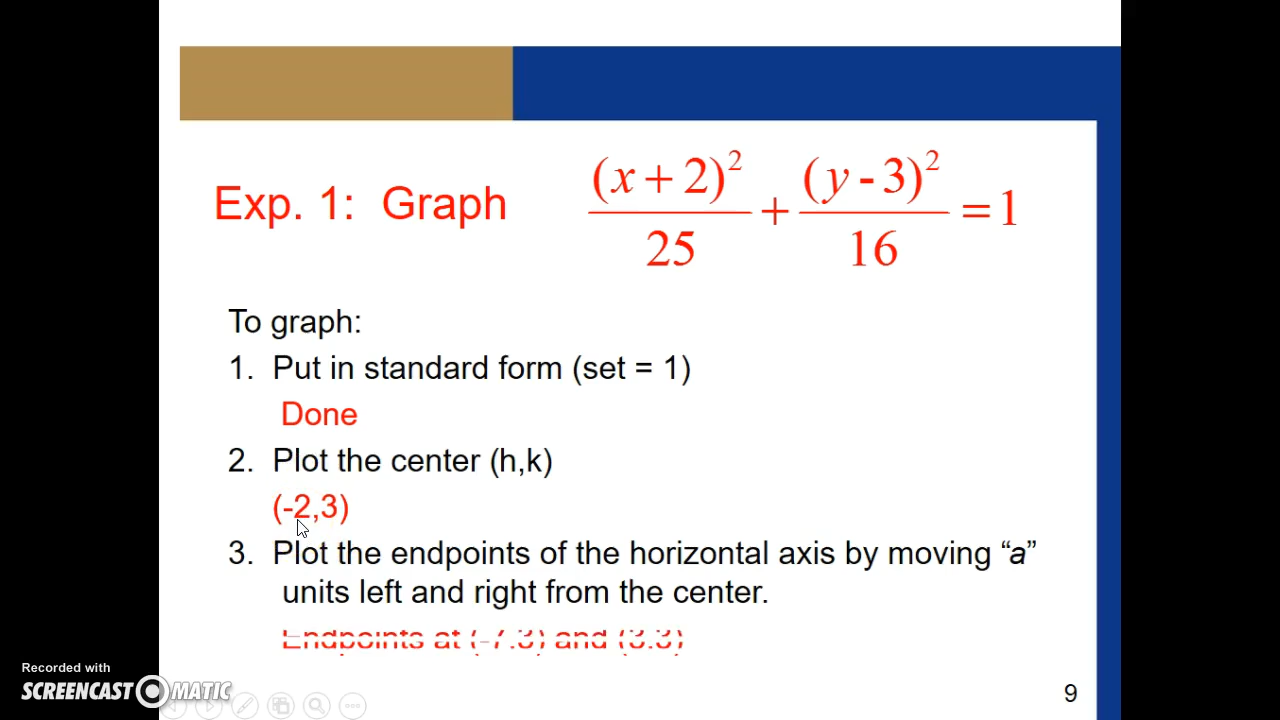 Exp. 1: Graph (x + 2)² / 25 + (y - 3)² / 16 = 1
To graph:
1. Put in standard form (set = 1)
Done
2. Plot the center (h,k)
(-2,3)
3. Plot the endpoints of the horizontal axis by moving “a”
units left and right from the center.
Endpoints at (-7,3) and (3,3)
Recorded with
SCREENCAST MATIC
9